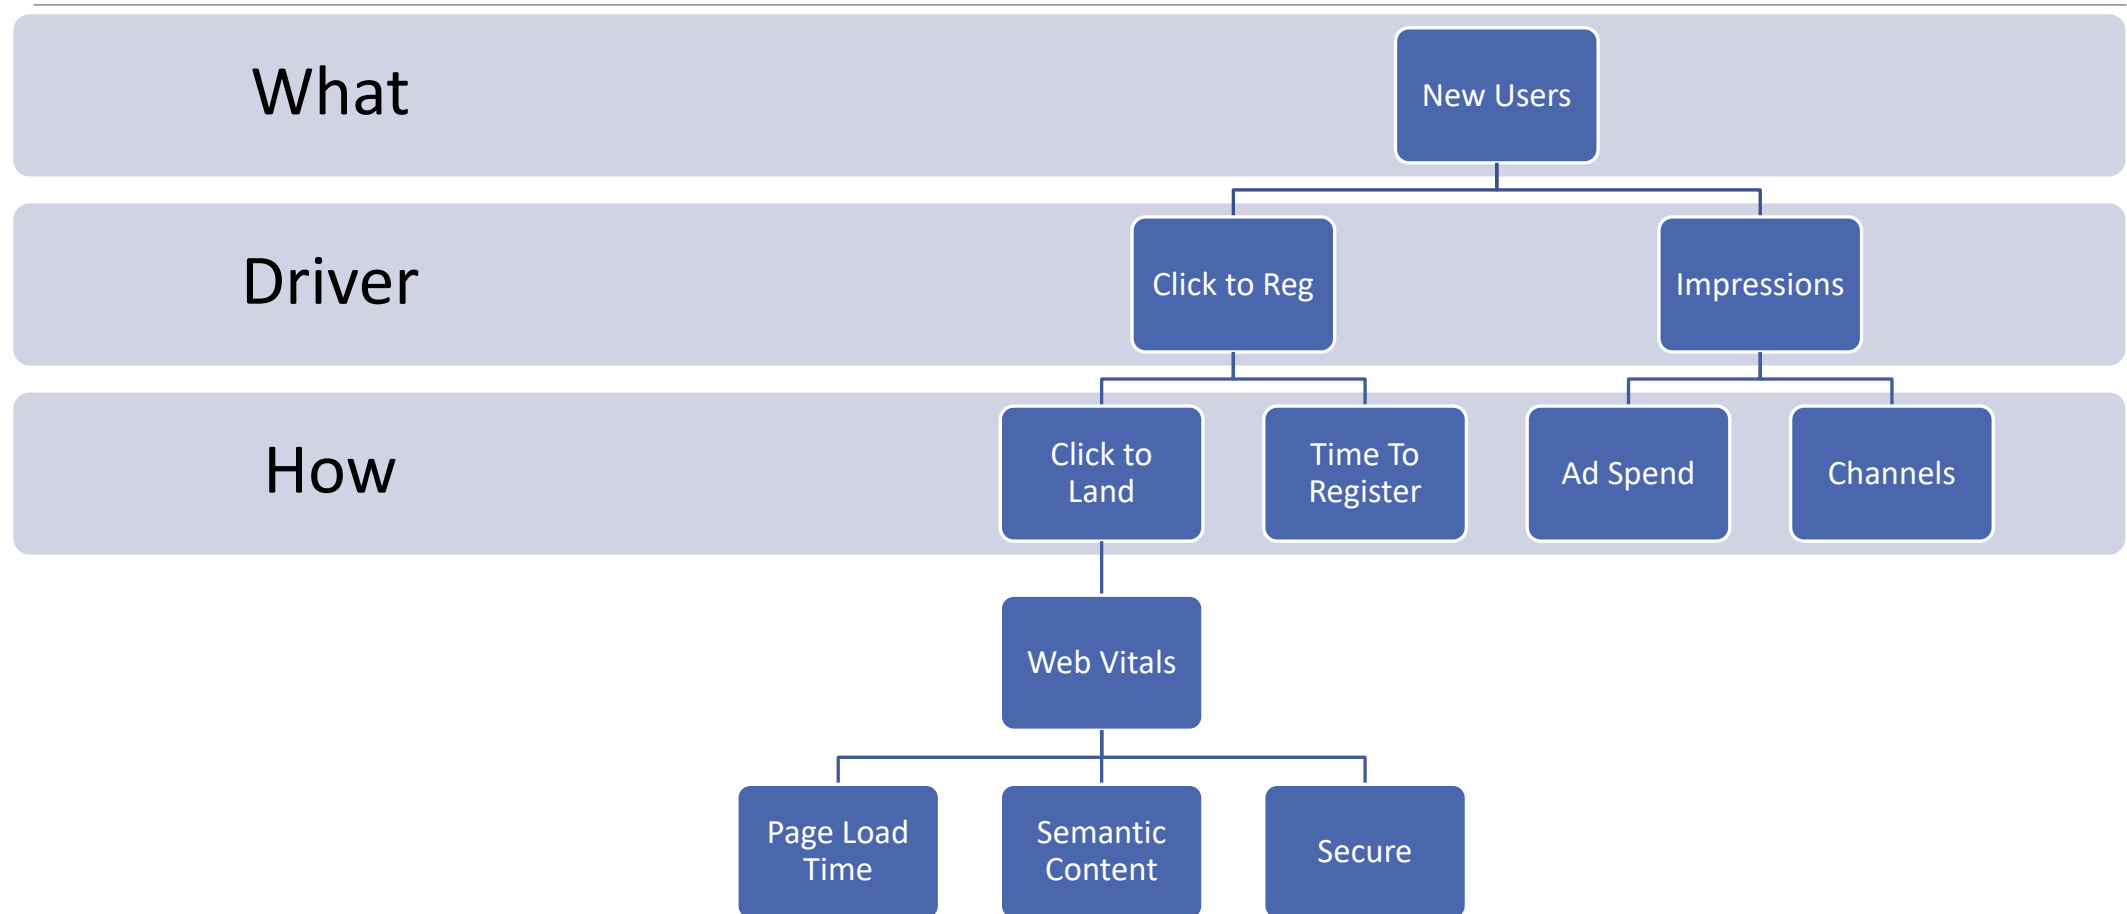 What
New Users
Driver
Click to Reg
Impressions
How
Click to
Land
Time To
Register
Ad Spend
Channels
Web Vitals
Page Load
Time
Semantic
Content
Secure